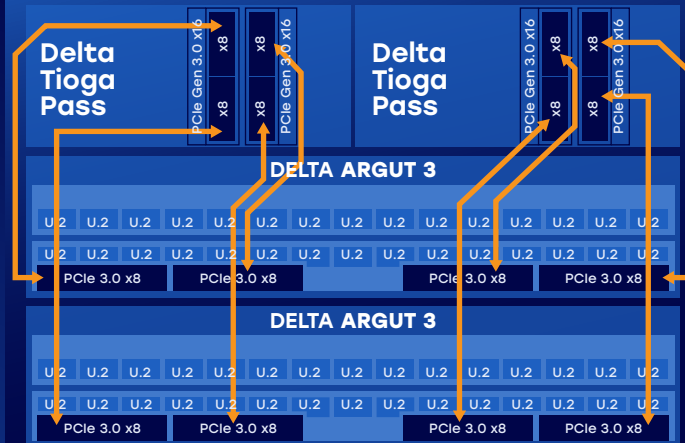 Delta
Tioga
Pass
PCIe Gen 3.0 x16
x8
x8
x8
x8
PCIe Gen 3.0 x16
Delta
Tioga
Pass
PCIe Gen 3.0 x16
x8
x8
x8
x8
PCIe Gen 3.0 x16
DELTA ARGUT 3
U.2 U.2 U.2 U.2 U.2 U.2 U.2 U.2 U.2 U.2 U.2 U.2 U.2 U.2 U.2
U.2 U.2 U.2 U.2 U.2 U.2 U.2 U.2 U.2 U.2 U.2 U.2 U.2 U.2 U.2
PCIe 3.0 x8 PCIe 3.0 x8 PCIe 3.0 x8 PCIe 3.0 x8
DELTA ARGUT 3
U.2 U.2 U.2 U.2 U.2 U.2 U.2 U.2 U.2 U.2 U.2 U.2 U.2 U.2 U.2
U.2 U.2 U.2 U.2 U.2 U.2 U.2 U.2 U.2 U.2 U.2 U.2 U.2 U.2 U.2
PCIe 3.0 x8 PCIe 3.0 x8 PCIe 3.0 x8 PCIe 3.0 x8